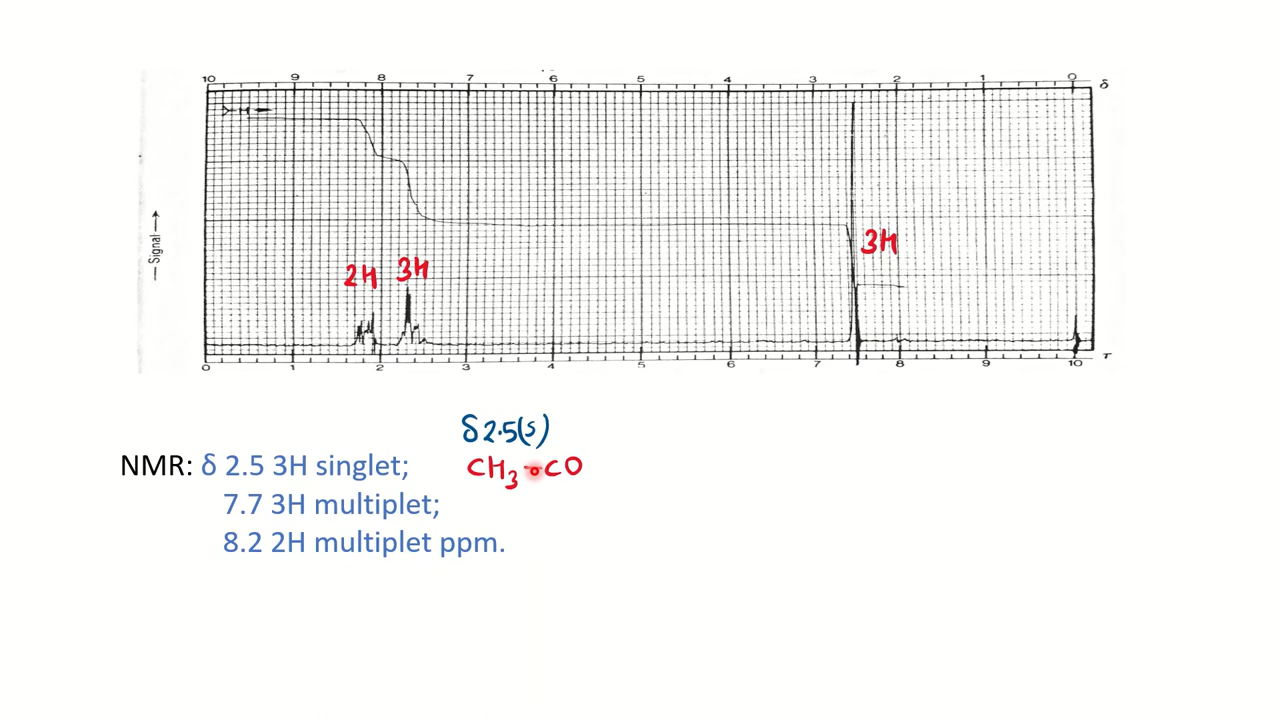 10 9 8 7 6 5 4 3 2 1 0 δ
>-H→
— Signal →
2H 3H
3H
0 1 2 3 4 5 6 7 8 9 10 τ
δ 2.5(s)
NMR: δ 2.5 3H singlet; CH3-CO
7.7 3H multiplet;
8.2 2H multiplet ppm.